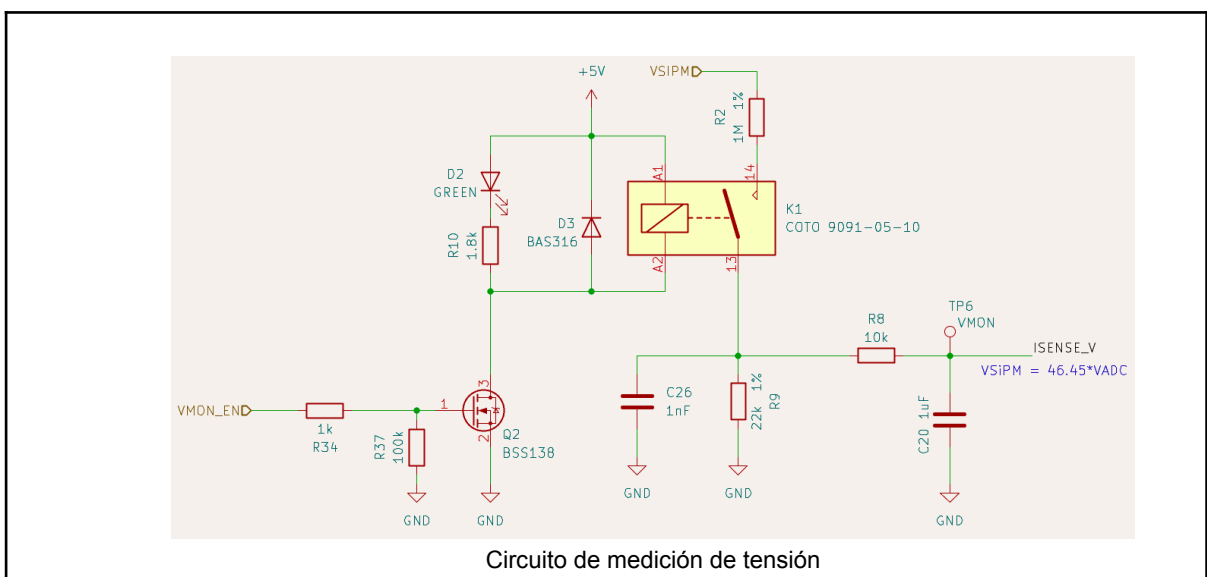 +5V
VSIPM
R2
1M 1%
D2
GREEN
R10
1.8k
D3
BAS316
A1
A2
14
13
K1
COTO 9091-05-10
TP6
VMON
R8
10k
ISENSE_V
VSiPM = 46.45*VADC
C26
1nF
22k 1%
R9
C20 1uF
VMON_EN
1k
R34
R37
100k
1
3
2
Q2
BSS138
GND
GND
GND
GND
GND
Circuito de medición de tensión